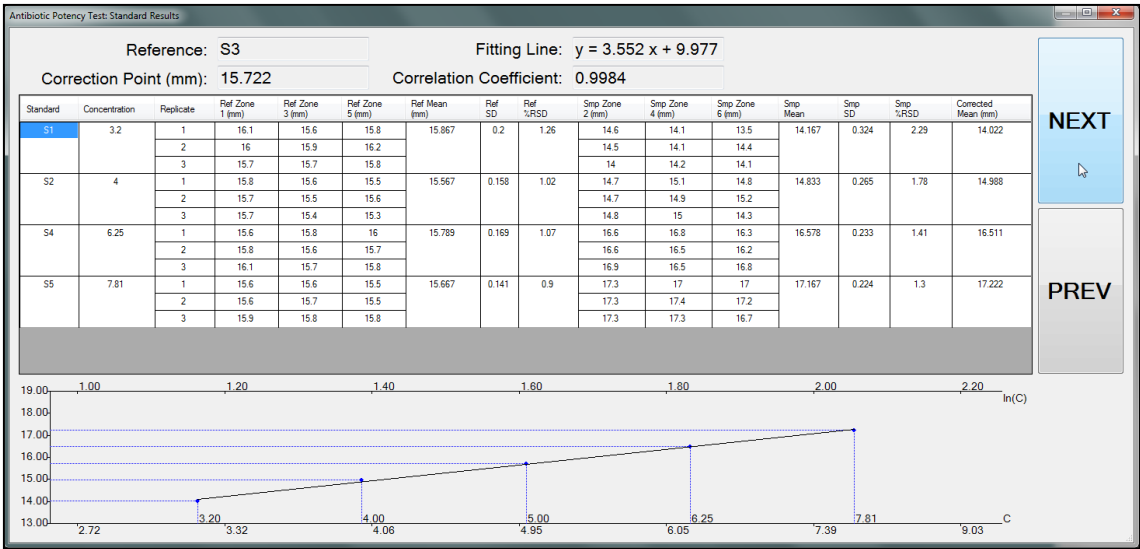 Antibiotic Potency Test: Standard Results
Reference: S3 Fitting Line: y = 3.552 x + 9.977
Correction Point (mm): 15.722 Correlation Coefficient: 0.9984
Standard Concentration Replicate Ref Zone 1 (mm) Ref Zone 3 (mm) Ref Zone 5 (mm) Ref Mean (mm) Ref SD Ref %RSD Smp Zone 2 (mm) Smp Zone 4 (mm) Smp Zone 6 (mm) Smp Mean Smp SD Smp %RSD Corrected Mean (mm)
S1 3.2 1 16.1 15.6 15.8 15.867 0.2 1.26 14.6 14.1 13.5 14.167 0.324 2.29 14.022
2 16 15.9 16.2 14.5 14.1 14.4
3 15.7 15.7 15.8 14 14.2 14.1
S2 4 1 15.8 15.6 15.5 15.567 0.158 1.02 14.7 15.1 14.8 14.833 0.265 1.78 14.988
2 15.7 15.5 15.6 14.7 14.9 15.2
3 15.7 15.4 15.3 14.8 15 14.3
S4 6.25 1 15.6 15.8 16 15.789 0.169 1.07 16.6 16.8 16.3 16.578 0.233 1.41 16.511
2 15.8 15.6 15.7 16.6 16.5 16.2
3 16.1 15.7 15.8 16.9 16.5 16.8
S5 7.81 1 15.6 15.6 15.5 15.667 0.141 0.9 17.3 17 17 17.167 0.224 1.3 17.222
2 15.6 15.7 15.5 17.3 17.4 17.2
3 15.9 15.8 15.8 17.3 17.3 16.7
NEXT
PREV
1.00 1.20 1.40 1.60 1.80 2.00 2.20
19.00 ln(C)
18.00
17.00
16.00
15.00
14.00
3.20 4.00 5.00 6.25 7.81 C
13.00
2.72 3.32 4.06 4.95 6.05 7.39 9.03